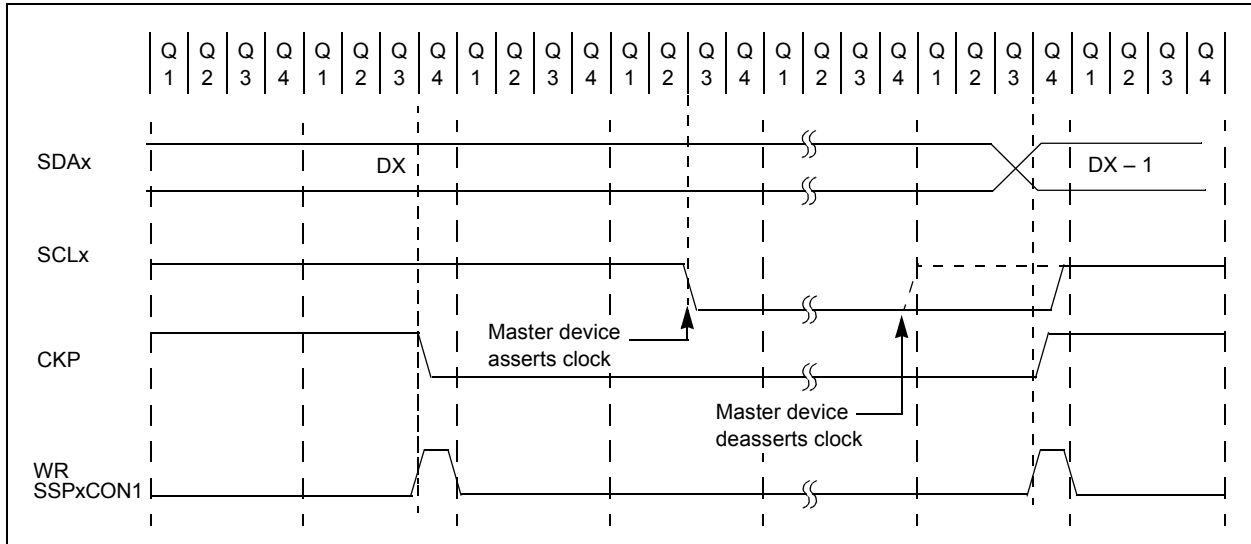 Q Q Q Q Q Q Q Q Q Q Q Q Q Q Q Q Q Q Q Q Q Q Q Q Q Q Q Q
1 2 3 4 1 2 3 4 1 2 3 4 1 2 3 4 1 2 3 4 1 2 3 4 1 2 3 4
SDAx
DX
DX – 1
SCLx
Master device
asserts clock
CKP
Master device
deasserts clock
WR
SSPxCON1